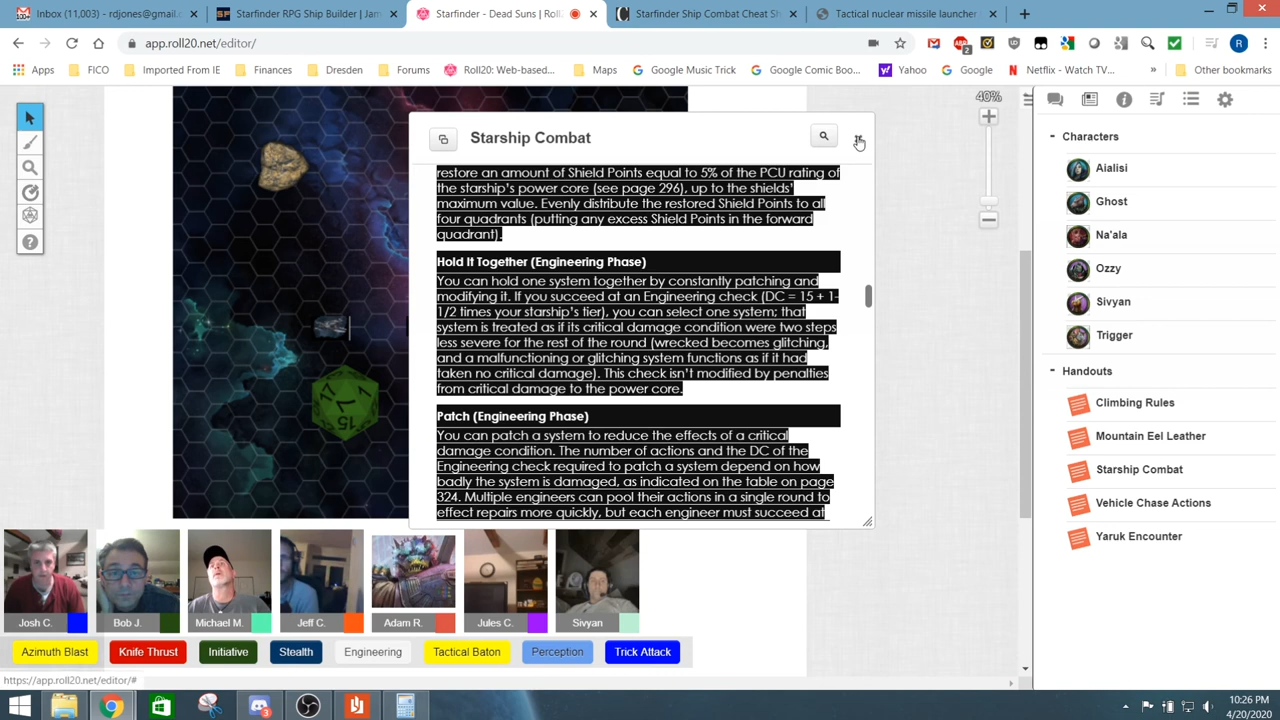 100+
Inbox (11,003) - rdjones@gmail.c
Starfinder RPG Ship Builder | Jam
Starfinder - Dead Suns | Roll2
Starfinder Ship Combat Cheat Sh
Tactical nuclear missile launcher
app.roll20.net/editor/
2
R
Apps
FICO
Imported From IE
Finances
Dresden
Forums
Roll20: Web-based...
Maps
Google Music Trick
Google Comic Boo...
Yahoo
Google
Netflix - Watch TV...
»
Other bookmarks
40%
Starship Combat
restore an amount of Shield Points equal to 5% of the PCU rating of
the starship's power core (see page 296), up to the shields'
maximum value. Evenly distribute the restored Shield Points to all
four quadrants (putting any excess Shield Points in the forward
quadrant).
Hold It Together (Engineering Phase)
You can hold one system together by constantly patching and
modifying it. If you succeed at an Engineering check (DC = 15 + 1-
1/2 times your starship's tier), you can select one system; that
system is treated as if its critical damage condition were two steps
less severe for the rest of the round (wrecked becomes glitching,
and a malfunctioning or glitching system functions as if it had
taken no critical damage). This check isn't modified by penalties
from critical damage to the power core.
Patch (Engineering Phase)
You can patch a system to reduce the effects of a critical
damage condition. The number of actions and the DC of the
Engineering check required to patch a system depend on how
badly the system is damaged, as indicated on the table on page
324. Multiple engineers can pool their actions in a single round to
effect repairs more quickly, but each engineer must succeed at
Characters
Aialisi
Ghost
Na'ala
Ozzy
Sivyan
Trigger
Handouts
Climbing Rules
Mountain Eel Leather
Starship Combat
Vehicle Chase Actions
Yaruk Encounter
15
Josh C.
Bob J.
Michael M.
Jeff C.
Adam R.
Jules C.
Sivyan
Azimuth Blast
Knife Thrust
Initiative
Stealth
Engineering
Tactical Baton
Perception
Trick Attack
https://app.roll20.net/editor/#
3
10:26 PM
4/20/2020